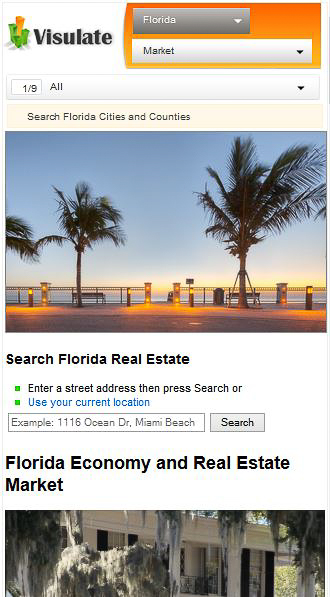 Visulate
Florida
Market
1/9
All
Search Florida Cities and Counties
Search Florida Real Estate
Enter a street address then press Search or
Use your current location
Example: 1116 Ocean Dr, Miami Beach
Search
Florida Economy and Real Estate
Market